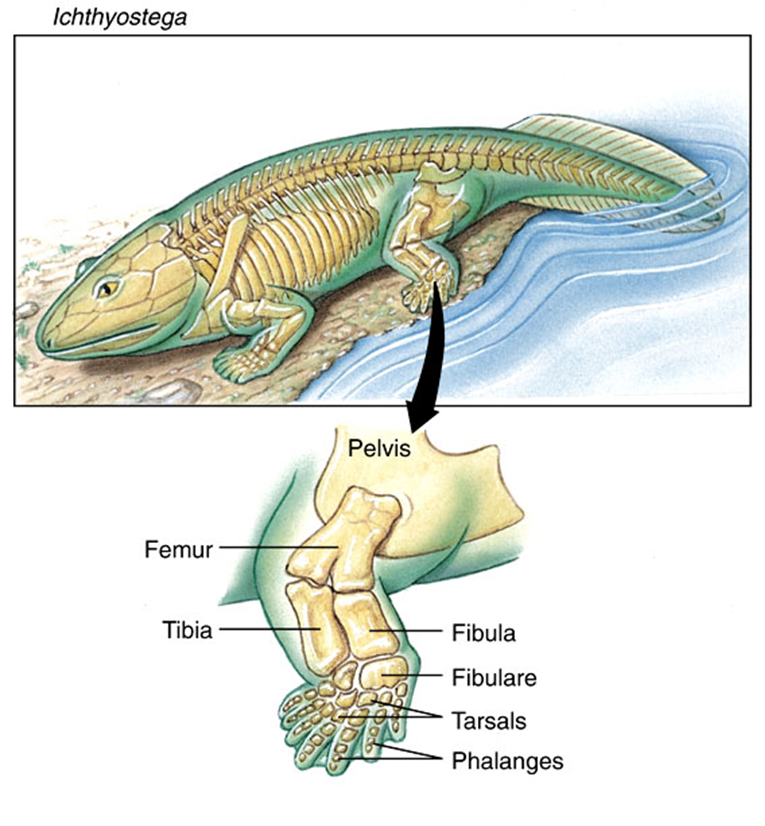 Ichthyostega
Pelvis
Femur
Tibia
Fibula
Fibulare
Tarsals
Phalanges